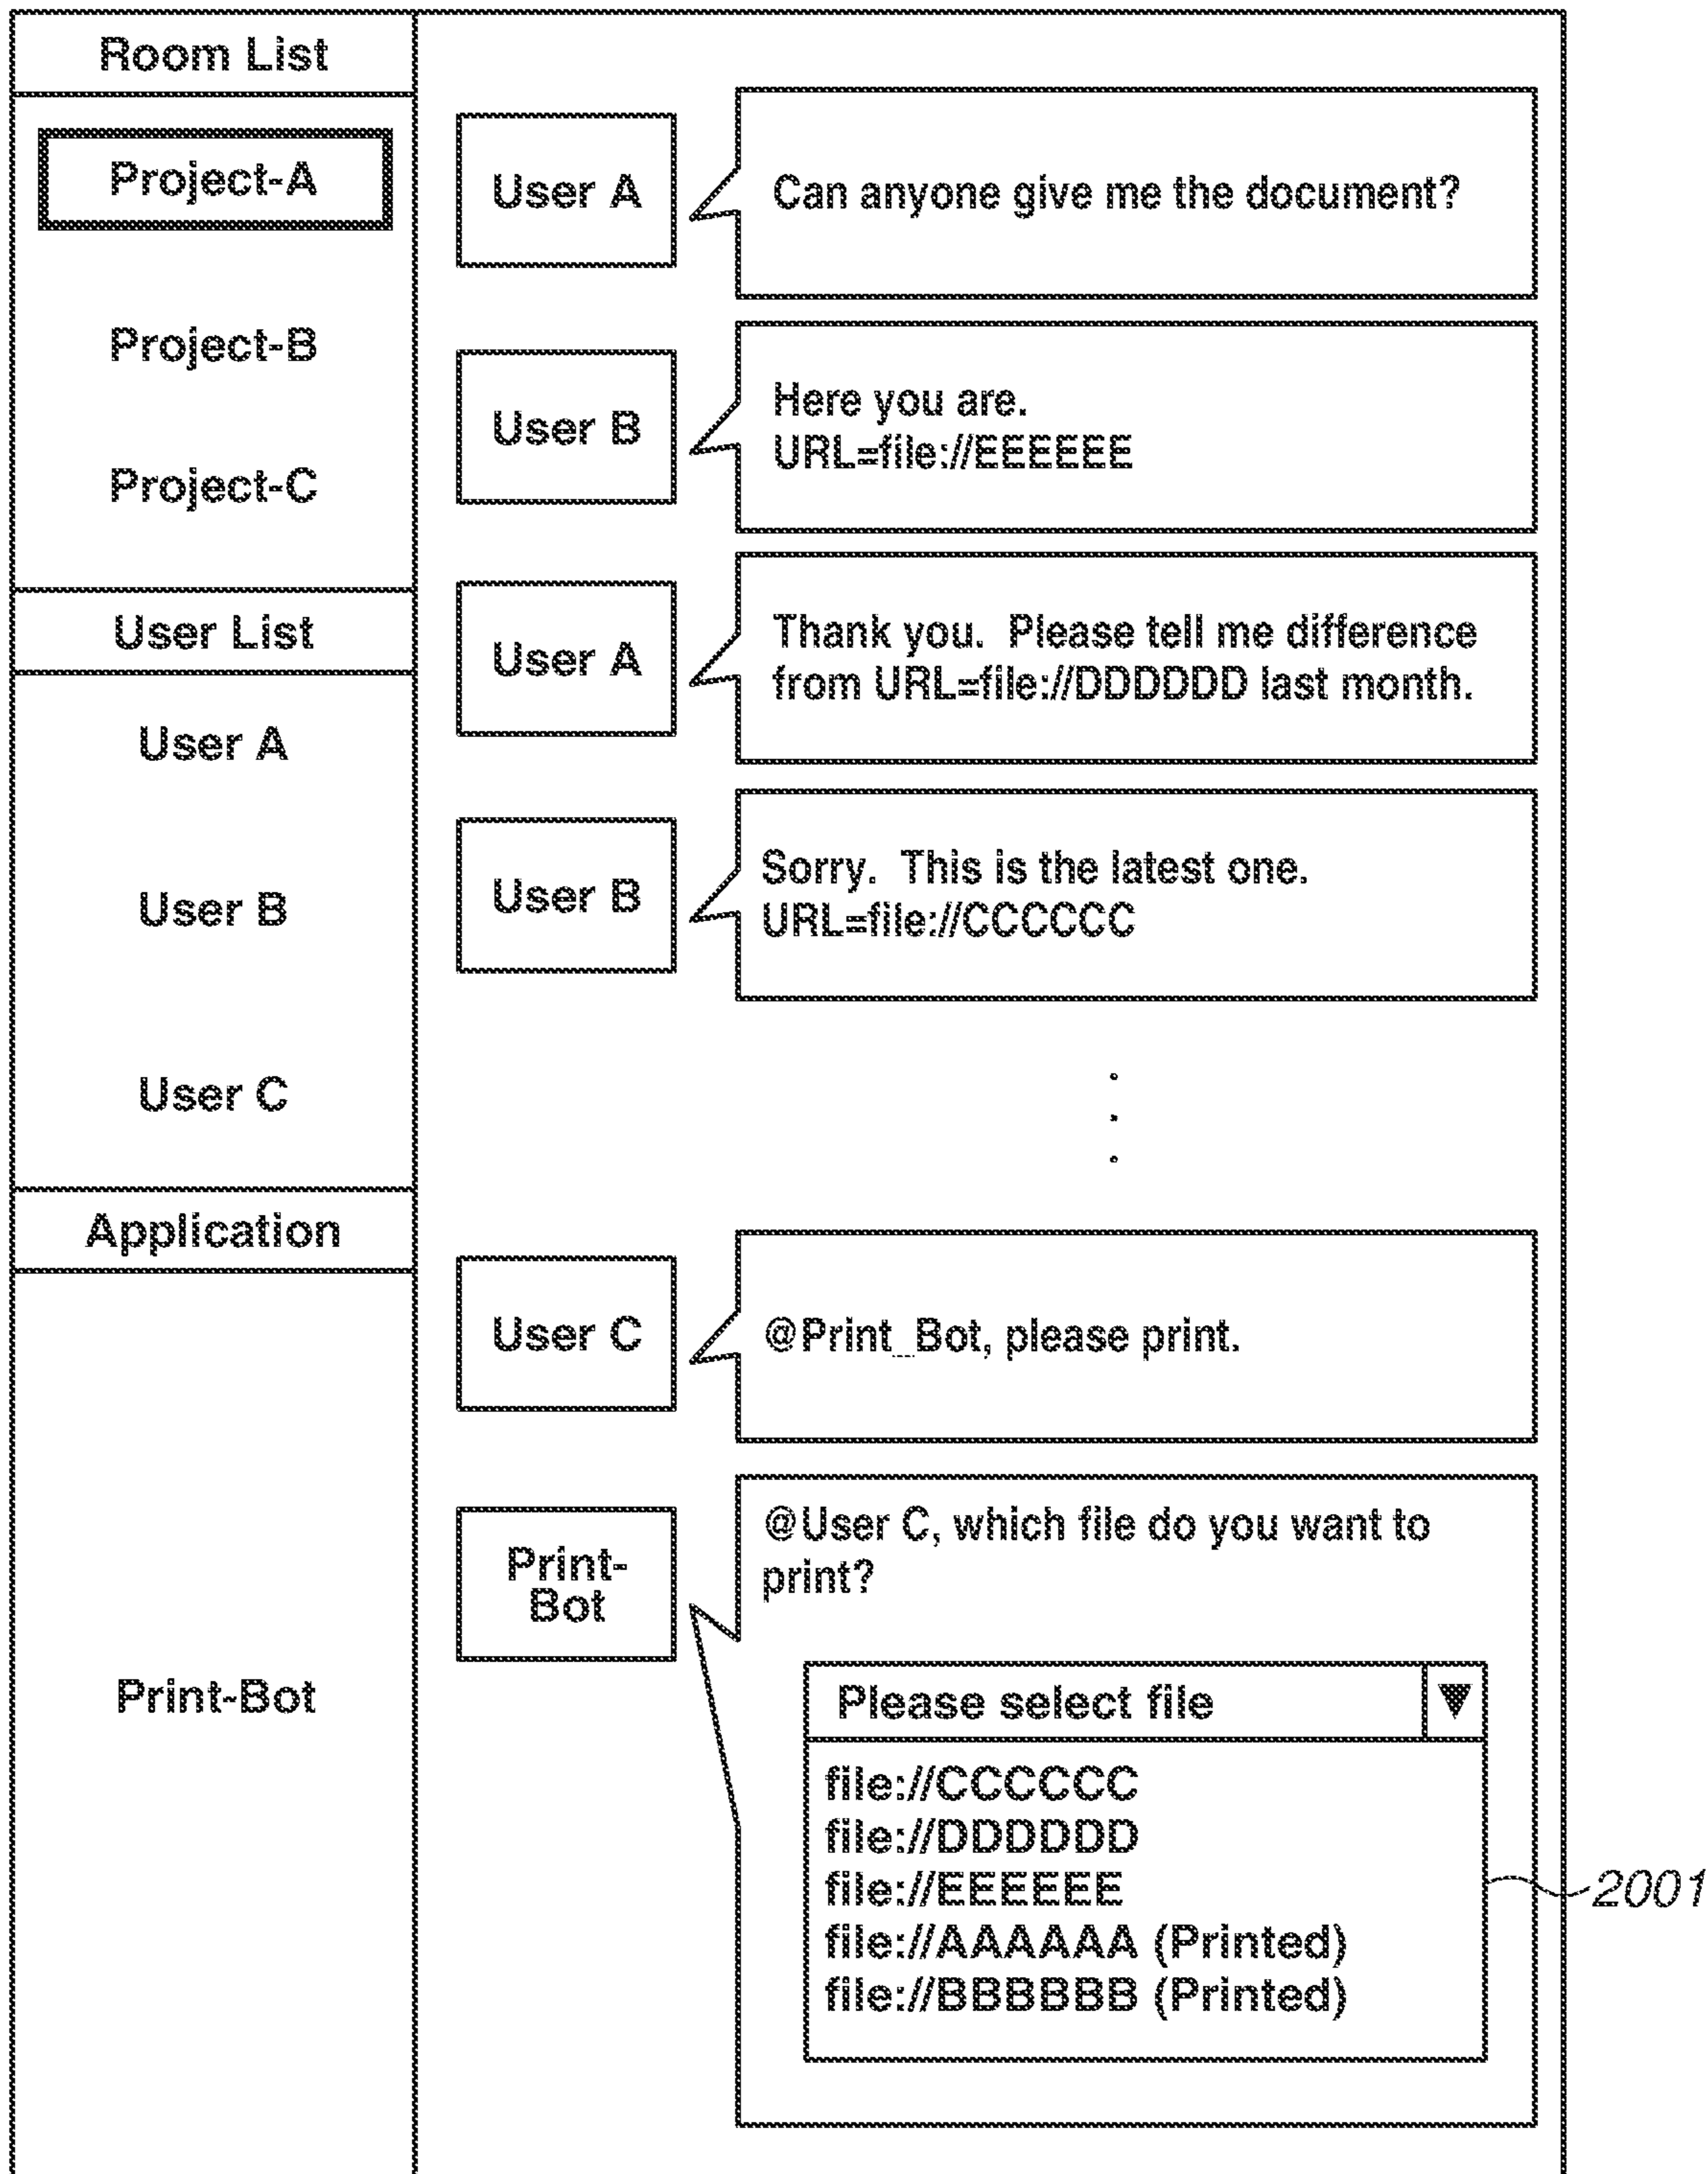 Room List
Project-A
Project-B
Project-C
User List
User A
User B
User C
Application
Print-Bot
User A
Can anyone give me the document?
User B
Here you are.
URL=file://EEEEEE
User A
Thank you. Please tell me difference
from URL=file://DDDDDD last month.
User B
Sorry. This is the latest one.
URL=file://CCCCCC
User C
@Print_Bot, please print.
Print-
Bot
@User C, which file do you want to
print?
Please select file
file://CCCCCC
file://DDDDDD
file://EEEEEE
file://AAAAAA (Printed)
file://BBBBBB (Printed)
2001